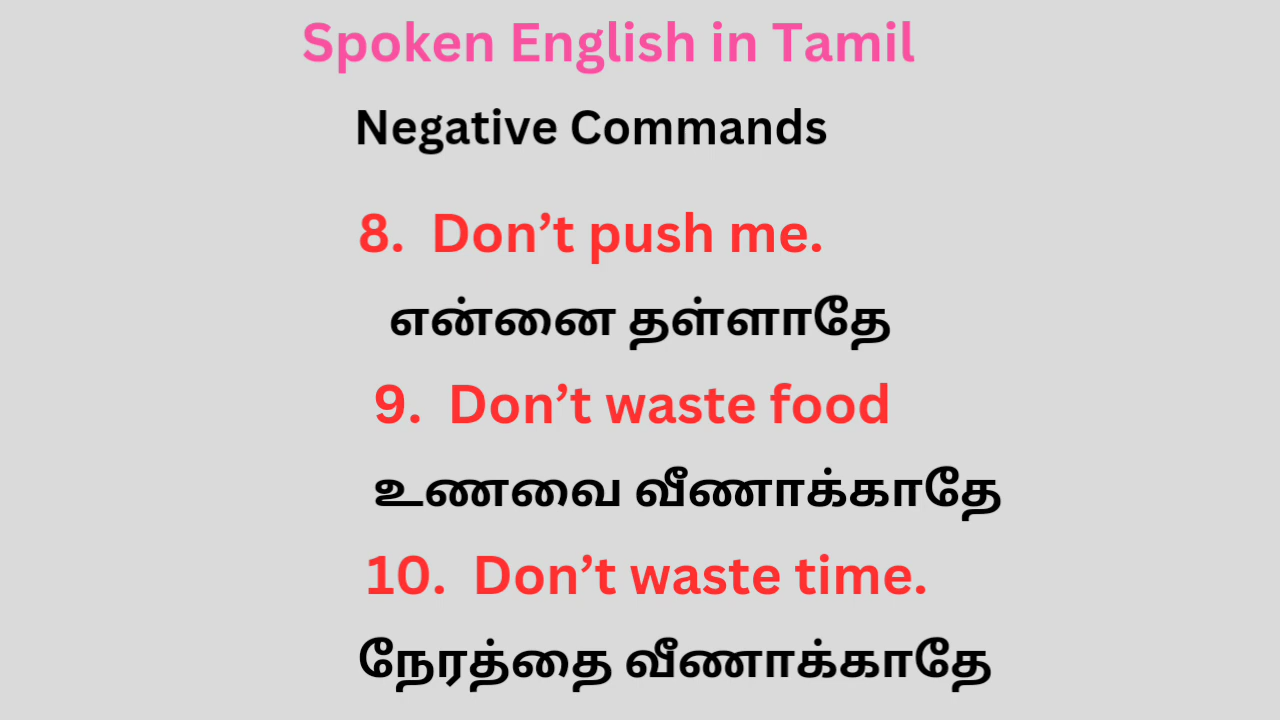 Spoken English in Tamil
Negative Commands
8. Don’t push me.
என்னை தள்ளாதே
9. Don’t waste food
உணவை வீணாக்காதே
10. Don’t waste time.
நேரத்தை வீணாக்காதே